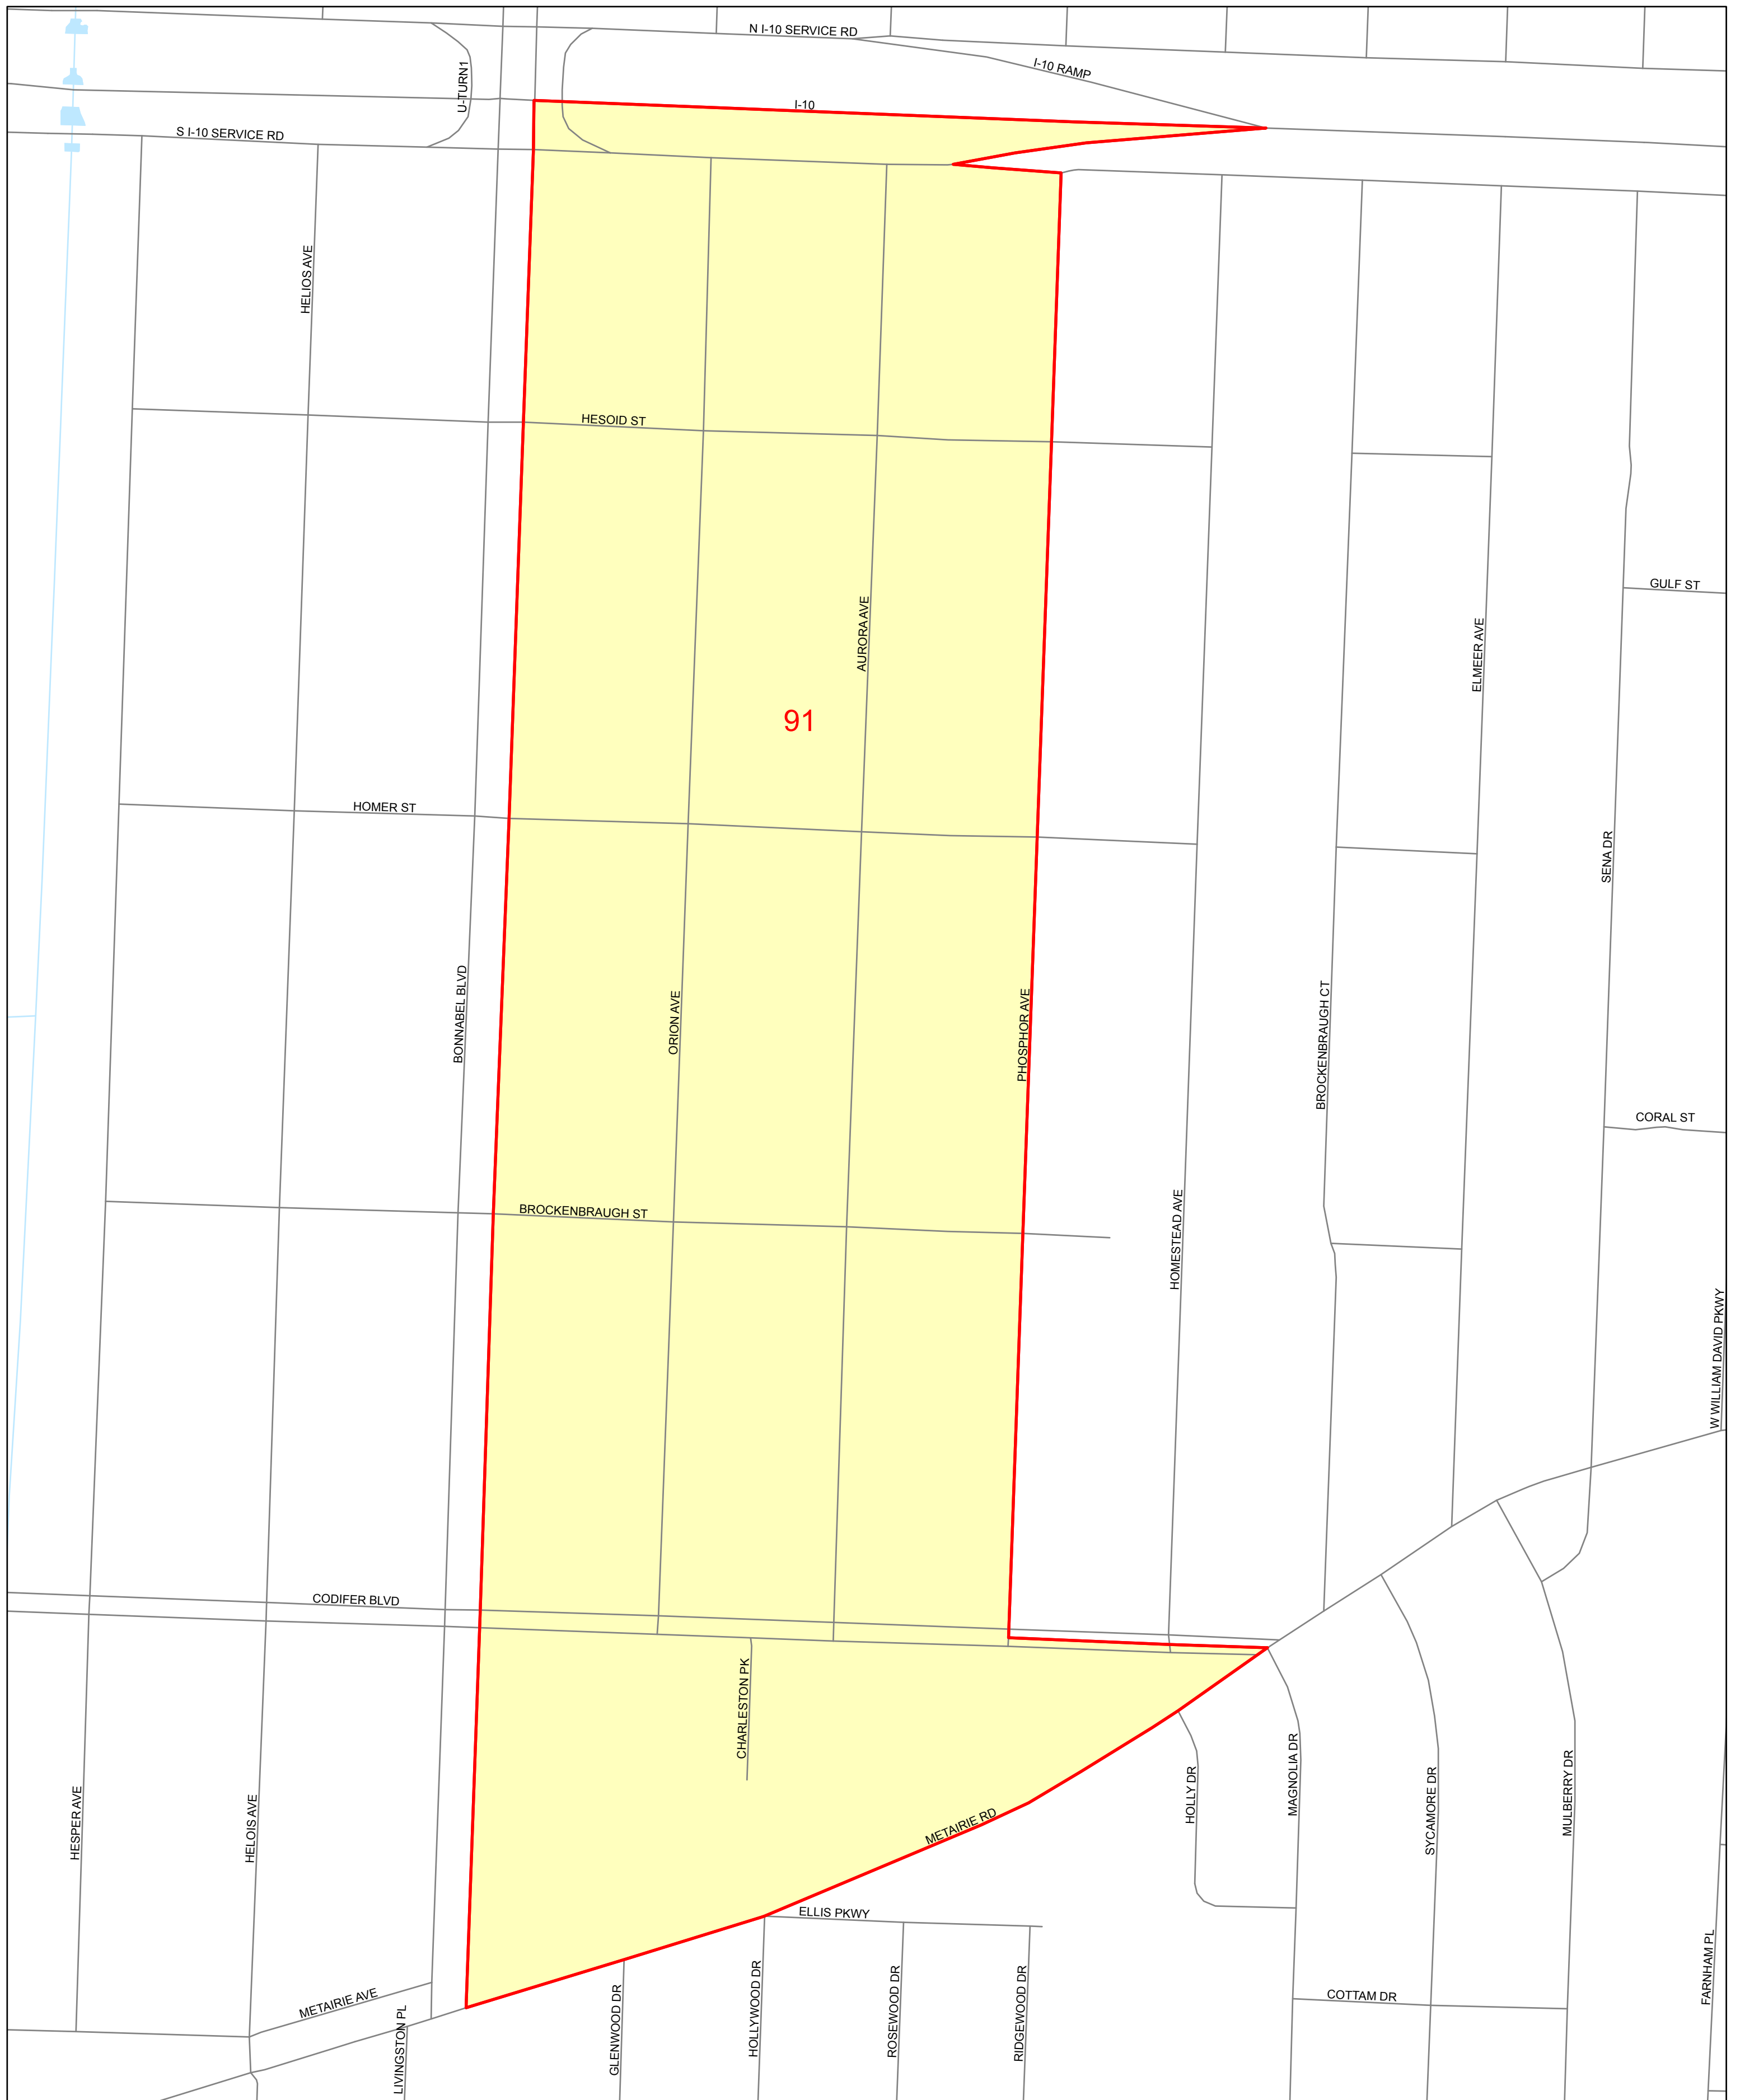 N I-10 SERVICE RD
I-10 RAMP
U-TURN1
I-10
S I-10 SERVICE RD
HELIOS AVE
HESOID ST
GULF ST
AURORA AVE
ELMEER AVE
91
HOMER ST
SENA DR
BONNABEL BLVD
ORION AVE
PHOSPHOR AVE
BROCKENBRAUGH CT
CORAL ST
BROCKENBRAUGH ST
HOMESTEAD AVE
W WILLIAM DAVID PKWY
CODIFER BLVD
CHARLESTON PK
HESPER AVE
HELOIS AVE
METAIRIE RD
HOLLY DR
MAGNOLIA DR
SYCAMORE DR
MULBERRY DR
ELLIS PKWY
METAIRIE AVE
LIVINGSTON PL
GLENWOOD DR
HOLLYWOOD DR
ROSEWOOD DR
RIDGEWOOD DR
COTTAM DR
FARNHAM PL